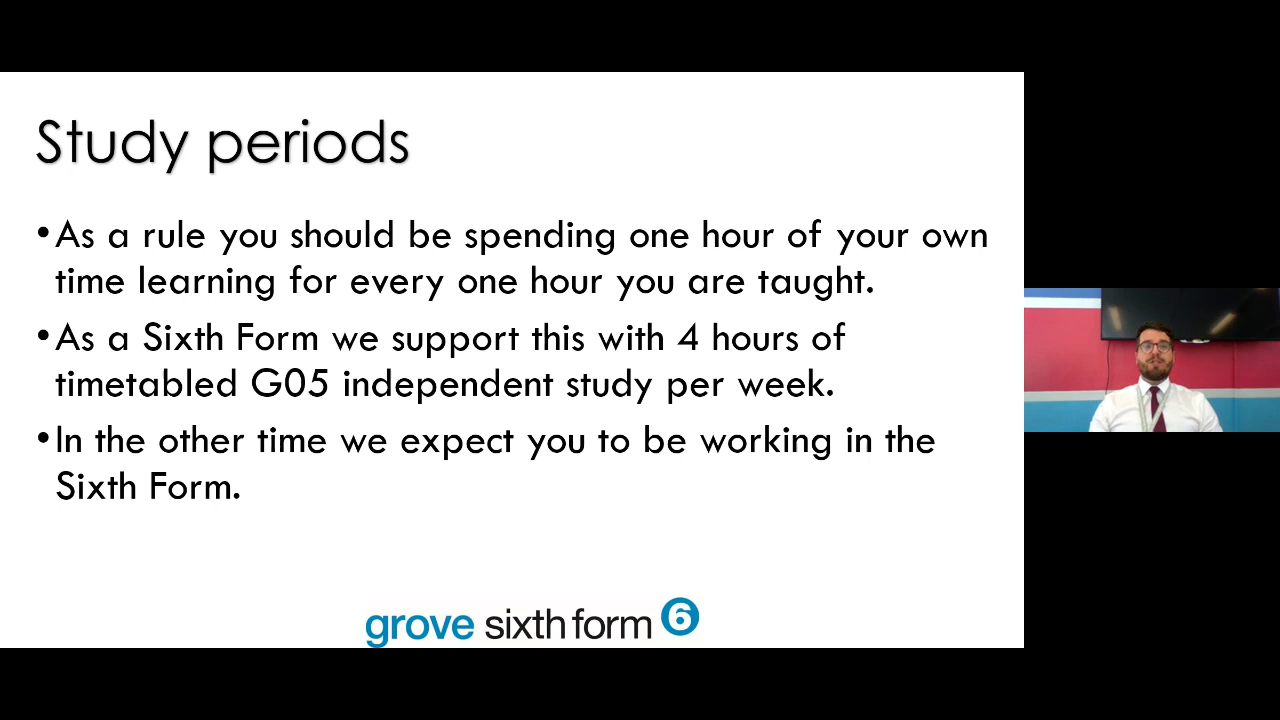 Study periods
•As a rule you should be spending one hour of your own
time learning for every one hour you are taught.
•As a Sixth Form we support this with 4 hours of
timetabled G05 independent study per week.
•In the other time we expect you to be working in the
Sixth Form.
grove sixth form 6